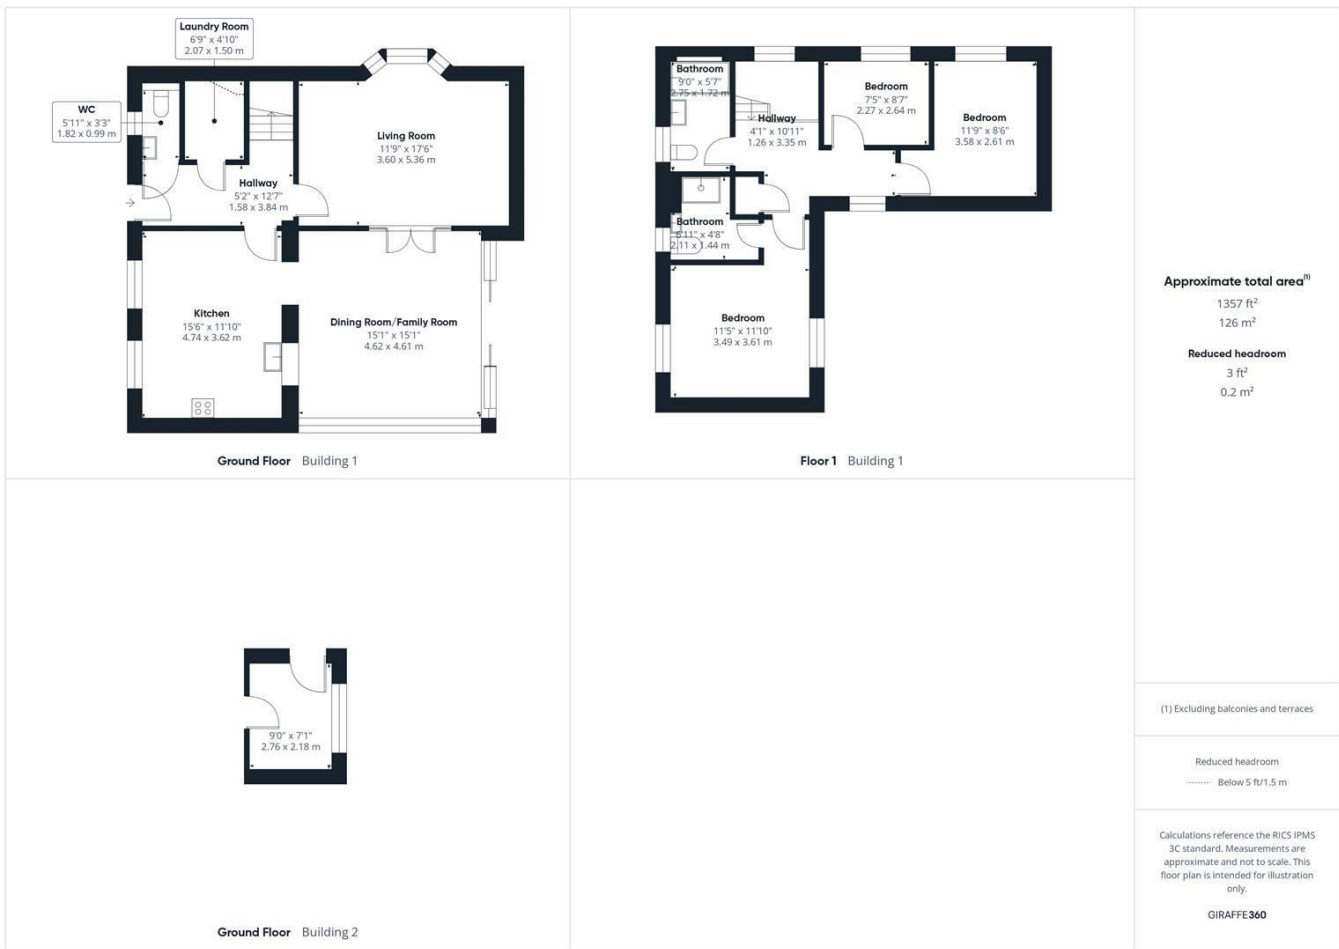 Laundry Room
6'9" x 4'10"
2.07 x 1.50 m
WC
5'11" x 3'3"
1.82 x 0.99 m
Living Room
11'9" x 17'6"
3.60 x 5.36 m
Hallway
5'2" x 12'7"
1.58 x 3.84 m
Kitchen
15'6" x 11'10"
4.74 x 3.62 m
Dining Room/Family Room
15'1" x 15'1"
4.62 x 4.61 m
Ground Floor Building 1
Bathroom
9'0" x 5'7"
2.75 x 1.72 m
Hallway
4'1" x 10'11"
1.26 x 3.35 m
Bedroom
7'5" x 8'7"
2.27 x 2.64 m
Bedroom
11'9" x 8'6"
3.58 x 2.61 m
Bathroom
6'11" x 4'8"
2.11 x 1.44 m
Bedroom
11'5" x 11'10"
3.49 x 3.61 m
Floor 1 Building 1
9'0" x 7'1"
2.76 x 2.18 m
Ground Floor Building 2
Approximate total area(1)
1357 ft²
126 m²
Reduced headroom
3 ft²
0.2 m²
(1) Excluding balconies and terraces
Reduced headroom
Below 5 ft/1.5 m
Calculations reference the RICS IPMS
3C standard. Measurements are
approximate and not to scale. This
floor plan is intended for illustration
only.
GIRAFFE360